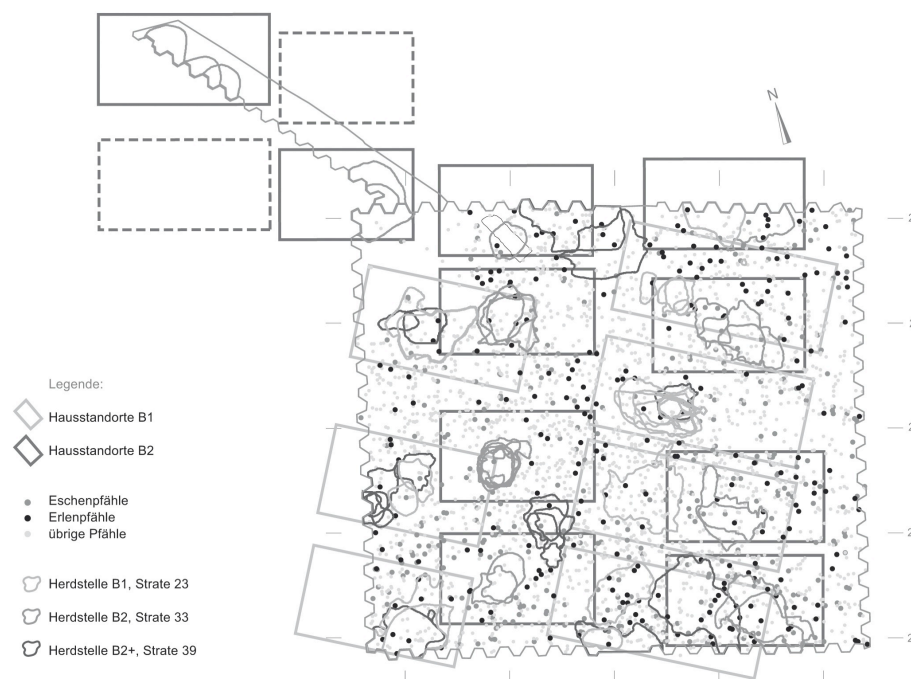 N
Legende:
Hausstandorte B1
Hausstandorte B2
Eschenpfähle
Erlenpfähle
übrige Pfähle
Herdstelle B1, Strate 23
Herdstelle B2, Strate 33
Herdstelle B2+, Strate 39